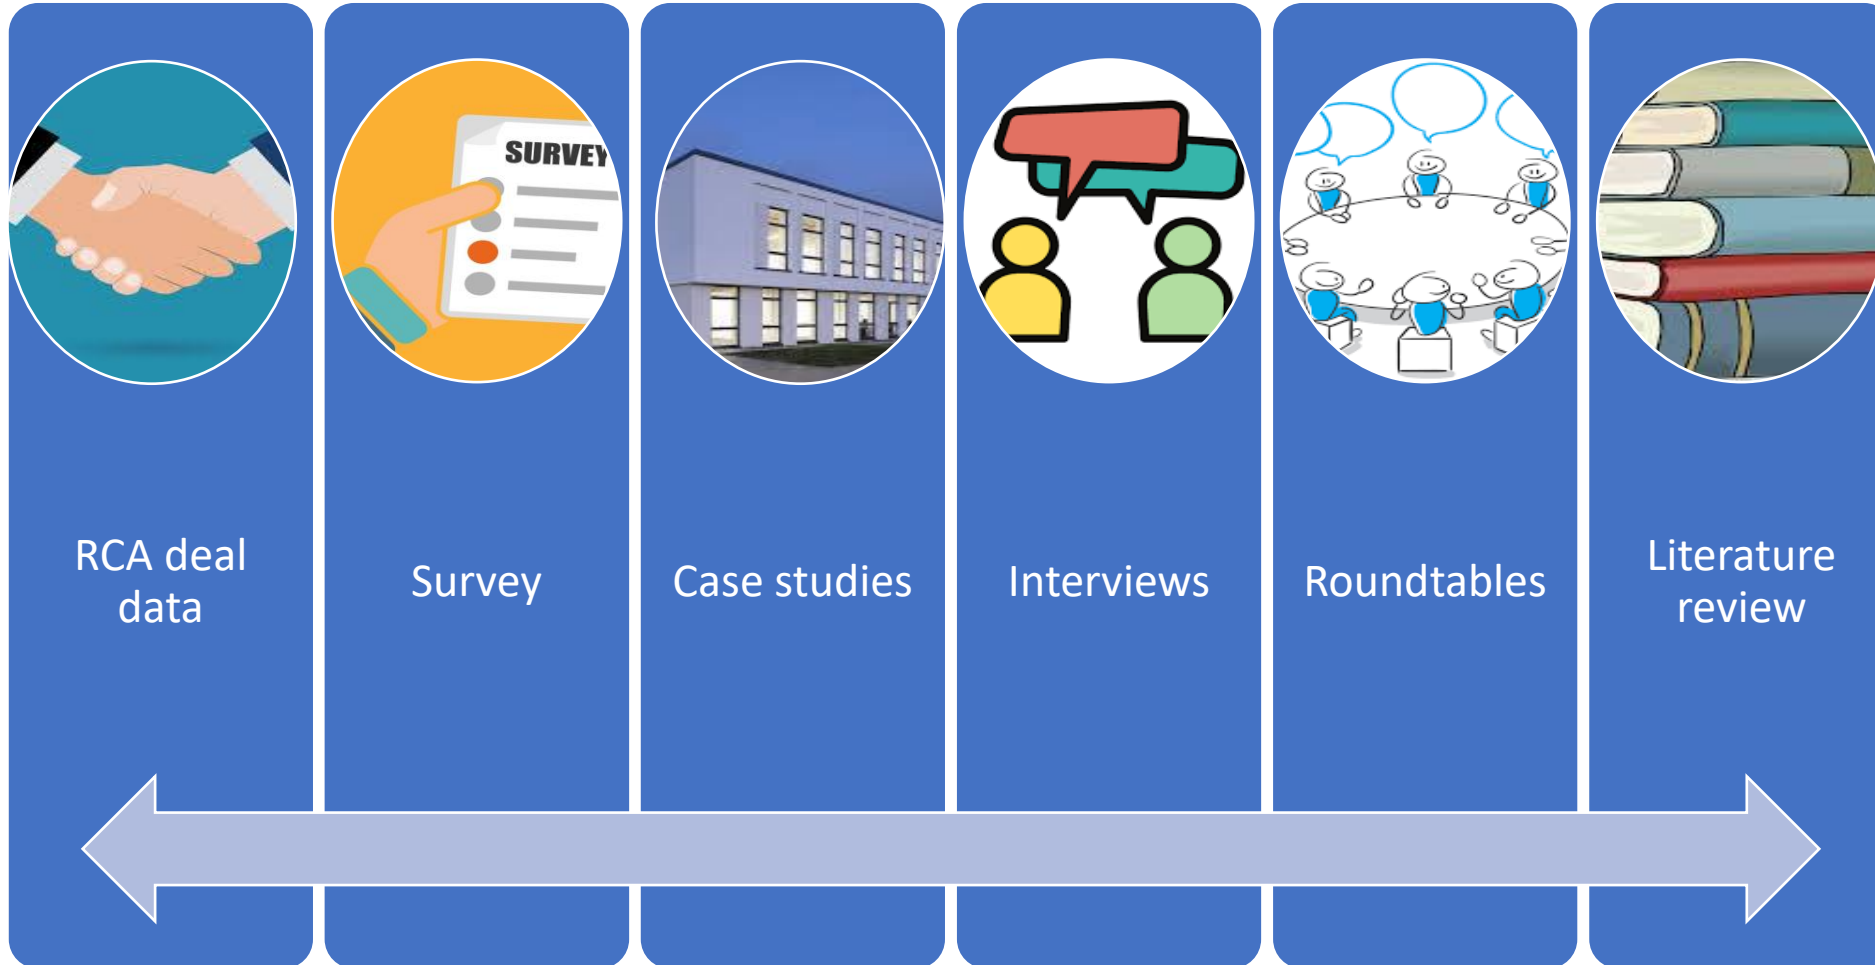 SURVEY
RCA deal
data
Survey
Case studies
Interviews
Roundtables
Literature
review